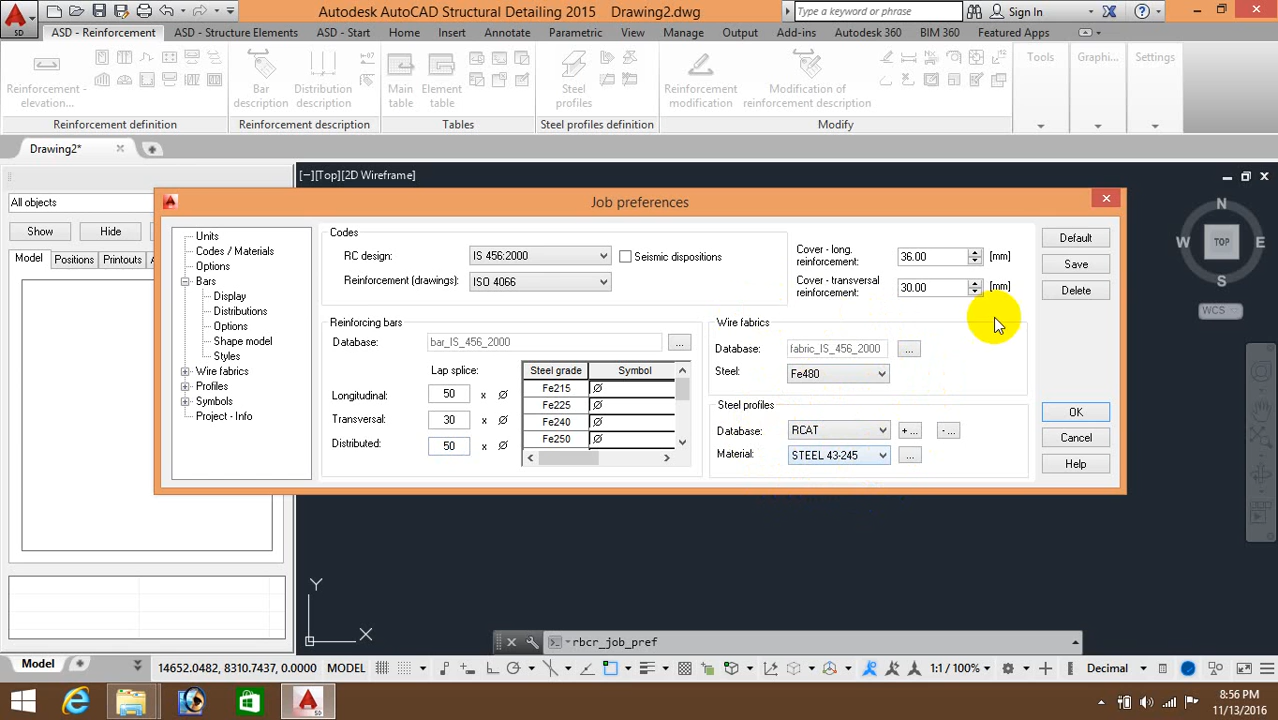 Autodesk AutoCAD Structural Detailing 2015 Drawing2.dwg
Type a keyword or phrase
Sign In
SD
ASD - Reinforcement
ASD - Structure Elements
ASD - Start
Home
Insert
Annotate
Parametric
View
Manage
Output
Add-ins
Autodesk 360
BIM 360
Featured Apps
Reinforcement - elevation...
Bar description
Distribution description
Main table
Element table
Steel profiles
Reinforcement modification
Modification of reinforcement description
Tools
Graphi...
Settings
Reinforcement definition
Reinforcement description
Tables
Steel profiles definition
Modify
Drawing2*
[−][Top][2D Wireframe]
All objects
Show
Hide
Model
Positions
Printouts
Job preferences
N
W
TOP
E
S
WCS
Units
Codes / Materials
Options
Bars
Display
Distributions
Options
Shape model
Styles
Wire fabrics
Profiles
Symbols
Project - Info
Codes
RC design:
IS 456:2000
Seismic dispositions
Reinforcement (drawings):
ISO 4066
Cover - long. reinforcement:
36.00
[mm]
Cover - transversal reinforcement:
30.00
[mm]
Default
Save
Delete
Reinforcing bars
Database:
bar_IS_456_2000
...
Lap splice:
Longitudinal:
50
x
Ø
Transversal:
30
x
Ø
Distributed:
50
x
Ø
Steel grade
Symbol
Fe215
Ø
Fe225
Ø
Fe240
Ø
Fe250
Ø
Wire fabrics
Database:
fabric_IS_456_2000
...
Steel:
Fe480
Steel profiles
Database:
RCAT
+ ...
- ...
Material:
STEEL 43-245
...
OK
Cancel
Help
Y
X
rbcr_job_pref
Model
14652.0482, 8310.7437, 0.0000
MODEL
1:1 / 100%
Decimal
8:56 PM
11/13/2016